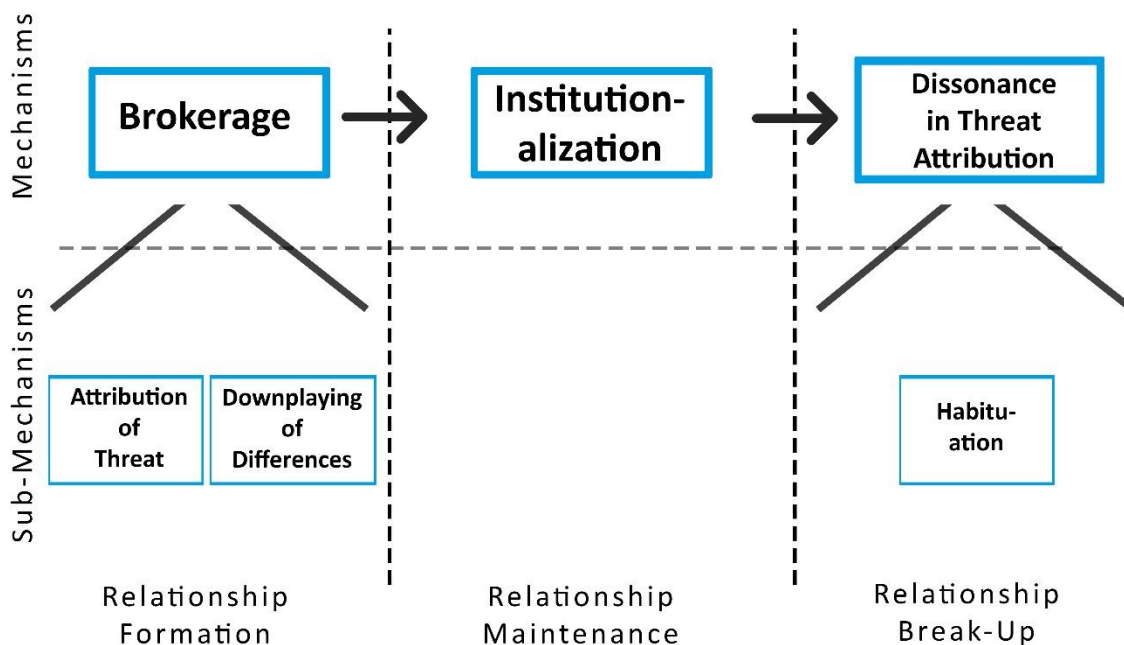 Mechanisms
Brokerage
Institution-
alization
Dissonance
in Threat
Attribution
Sub-Mechanisms
Attribution
of
Threat
Downplaying
of
Differences
Habitu-
ation
Relationship
Formation
Relationship
Maintenance
Relationship
Break-Up